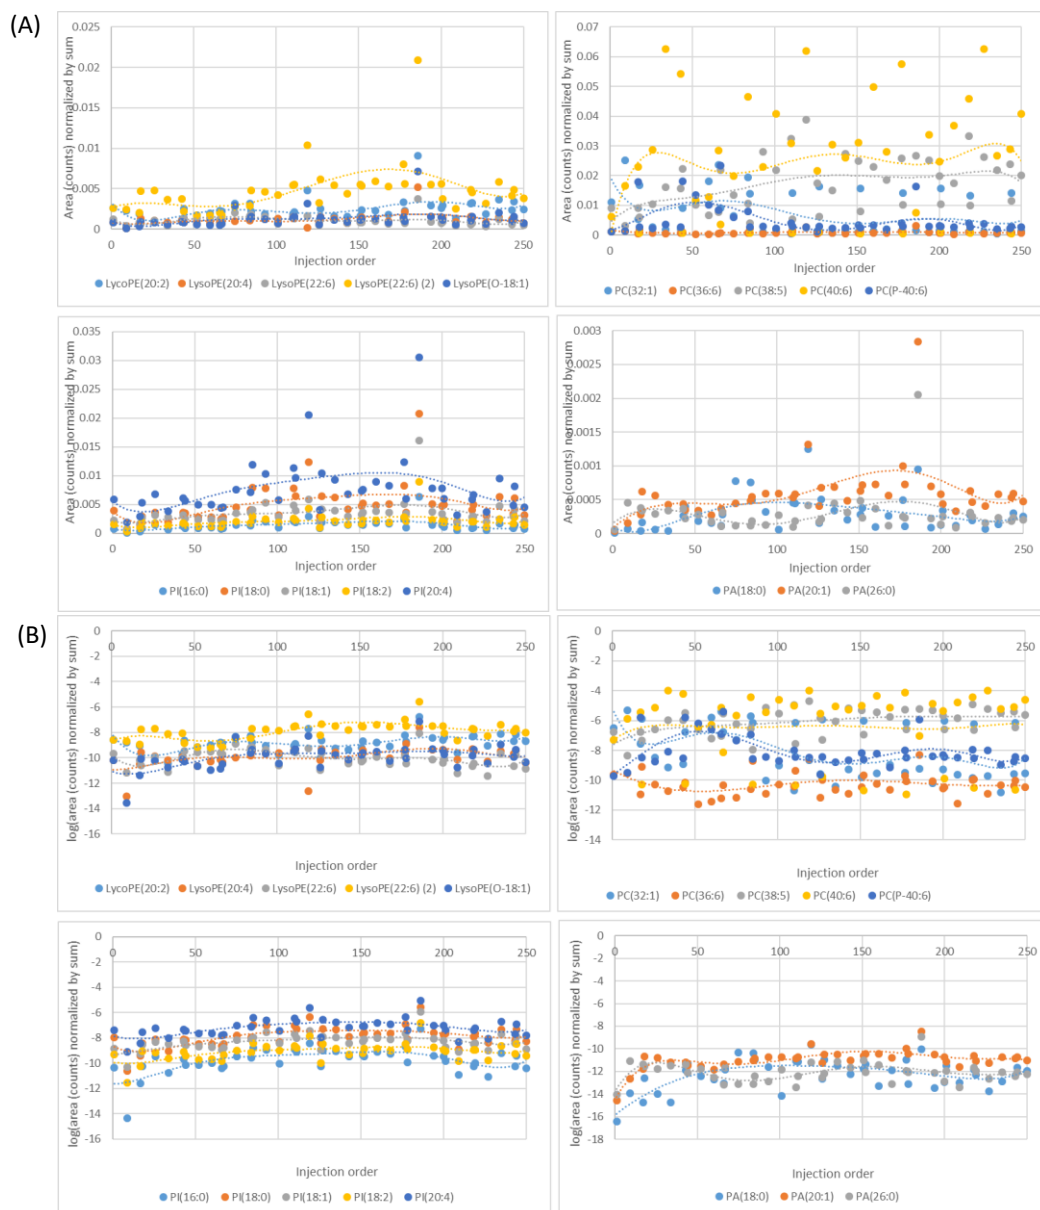 (A)
0.025
0.02
0.015
0.01
0.005
0
Area (counts) normalized by sum
0 50 100 150 200 250
Injection order
LycoPE(20:2) LysoPE(20:4) LysoPE(22:6) LysoPE(22:6) (2) LysoPE(O-18:1)
0.07
0.06
0.05
0.04
0.03
0.02
0.01
0
Area (counts) normalized by sum
0 50 100 150 200 250
Injection order
PC(32:1) PC(36:6) PC(38:5) PC(40:6) PC(P-40:6)
0.035
0.03
0.025
0.02
0.015
0.01
0.005
0
Area (counts) normalized by sum
0 50 100 150 200 250
Injection order
PI(16:0) PI(18:0) PI(18:1) PI(18:2) PI(20:4)
0.003
0.0025
0.002
0.0015
0.001
0.0005
0
Area (counts) normalized by sum
0 50 100 150 200 250
Injection order
PA(18:0) PA(20:1) PA(26:0)
(B)
0
-2
-4
-6
-8
-10
-12
-14
-16
log(area (counts) normalized by sum)
0 50 100 150 200 250
Injection order
LycoPE(20:2) LysoPE(20:4) LysoPE(22:6) LysoPE(22:6) (2) LysoPE(O-18:1)
0
-2
-4
-6
-8
-10
-12
-14
log(area (counts) normalized by sum)
0 50 100 150 200 250
Injection order
PC(32:1) PC(36:6) PC(38:5) PC(40:6) PC(P-40:6)
0
-2
-4
-6
-8
-10
-12
-14
-16
log(area (counts) normalized by sum)
0 50 100 150 200 250
Injection order
PI(16:0) PI(18:0) PI(18:1) PI(18:2) PI(20:4)
0
-2
-4
-6
-8
-10
-12
-14
-16
-18
log(area (counts) normalized by sum)
0 50 100 150 200 250
Injection order
PA(18:0) PA(20:1) PA(26:0)